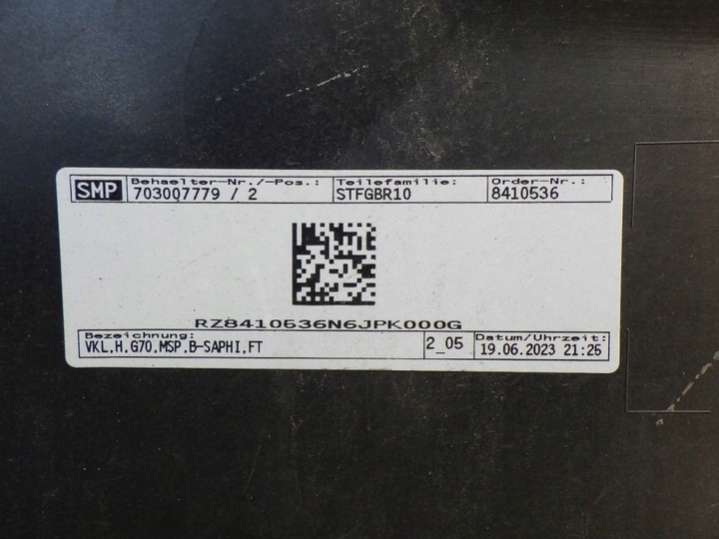 SMP
Behaelter-Nr./-Pos.:
703007779 / 2
Teilefamilie:
STFGBR10
Order-Nr.:
8410536
RZ8410536N6JPK000G
Bezeichnung:
VKL,H,G70,MSP,B-SAPHI,FT
2_05
Datum/Uhrzeit:
19.06.2023 21:25